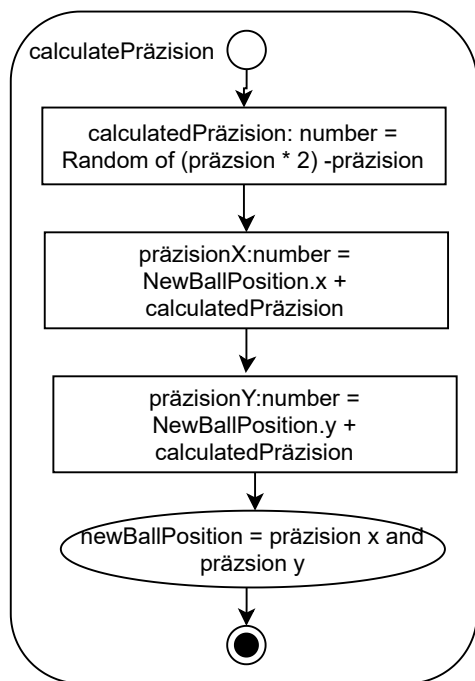 calculatePräzision
calculatedPräzision: number =
Random of (präzsion * 2) -präzision
präzisionX:number =
NewBallPosition.x +
calculatedPräzision
präzisionY:number =
NewBallPosition.y +
calculatedPräzision
newBallPosition = präzision x and
präzsion y